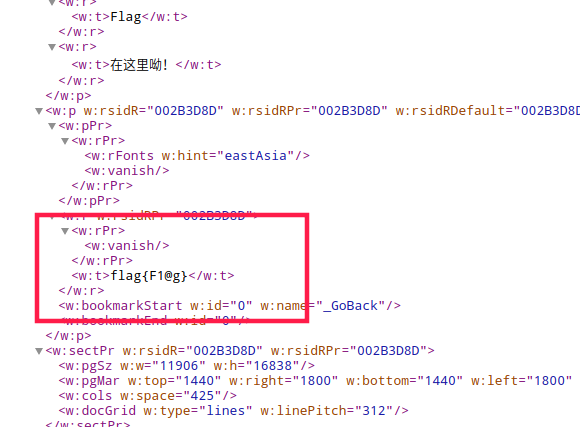 ▼<w:r>
<w:t>Flag</w:t>
</w:r>
▼<w:r>
<w:t>在这里呦！</w:t>
</w:r>
</w:p>
▼<w:p w:rsidR="002B3D8D" w:rsidRPr="002B3D8D" w:rsidRDefault="002B3D8D
▼<w:pPr>
▼<w:rPr>
<w:rFonts w:hint="eastAsia"/>
<w:vanish/>
</w:rPr>
</w:pPr>
▼<w:r w:rsidRPr="002B3D8D">
▼<w:rPr>
<w:vanish/>
</w:rPr>
<w:t>flag{F1@g}</w:t>
</w:r>
<w:bookmarkStart w:id="0" w:name="_GoBack"/>
<w:bookmarkEnd w:id="0"/>
</w:p>
▼<w:sectPr w:rsidR="002B3D8D" w:rsidRPr="002B3D8D">
<w:pgSz w:w="11906" w:h="16838"/>
<w:pgMar w:top="1440" w:right="1800" w:bottom="1440" w:left="1800"
<w:cols w:space="425"/>
<w:docGrid w:type="lines" w:linePitch="312"/>
</w:sectPr>